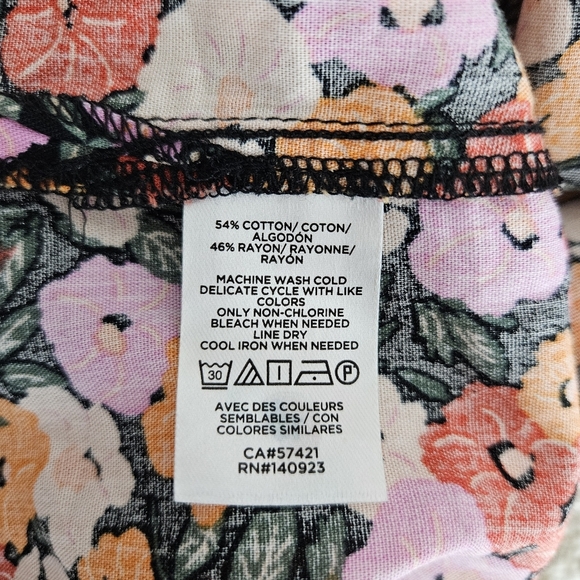 54% COTTON/ COTON/
ALGODÓN
46% RAYON/ RAYONNE/
RAYÓN
MACHINE WASH COLD
DELICATE CYCLE WITH LIKE
COLORS
ONLY NON-CHLORINE
BLEACH WHEN NEEDED
LINE DRY
COOL IRON WHEN NEEDED
30 P
AVEC DES COULEURS
SEMBLABLES / CON
COLORES SIMILARES
CA#57421
RN#140923